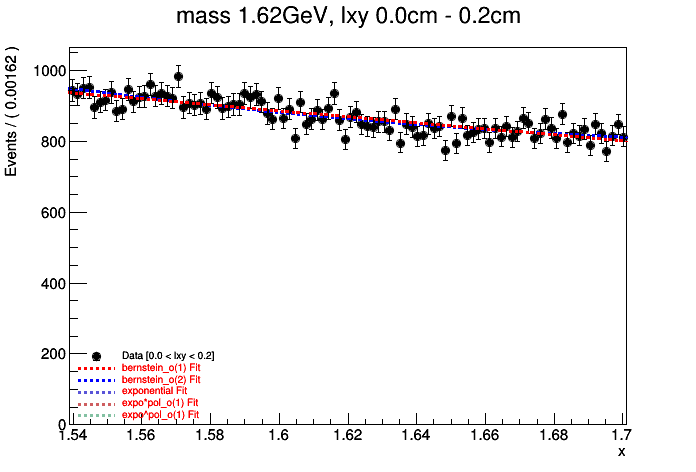 mass 1.62GeV, lxy 0.0cm - 0.2cm
Events / ( 0.00162 )
1000
800
600
400
200
0
Data [0.0 < lxy < 0.2]
bernstein_o(1) Fit
bernstein_o(2) Fit
exponential Fit
expo*pol_o(1) Fit
expo^pol_o(1) Fit
1.54 1.56 1.58 1.6 1.62 1.64 1.66 1.68 1.7
x